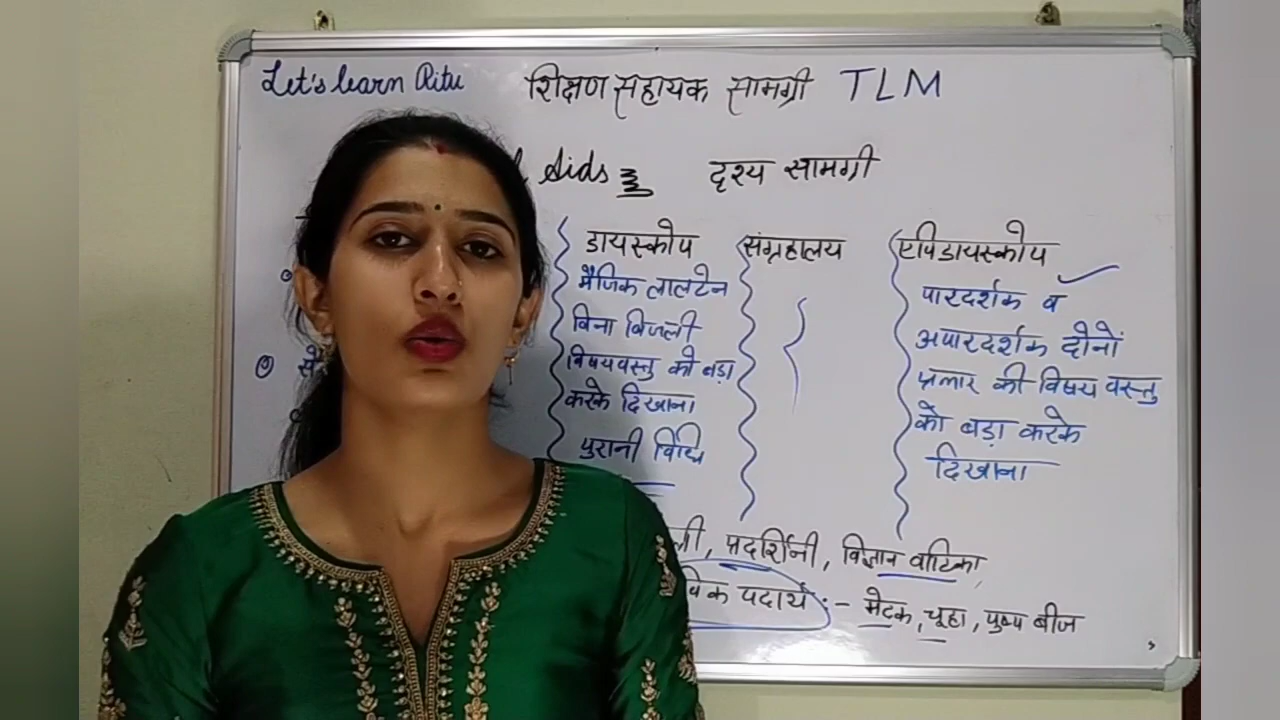 Let's learn Ritu
शिक्षण सहायक सामग्री TLM
Aids
दृश्य सामग्री
डायस्कोप
मैजिक लालटेन
बिना बिजली
विषयवस्तु को बड़ा
करके दिखाना
पुरानी विधि
संग्रहालय
एपिडायस्कोप
पारदर्शक व
अपारदर्शक दोनों
प्रकार की विषय वस्तु
को बड़ा करके
दिखाना
ली, प्रदर्शिनी, विज्ञान वाटिका,
विक पदार्थ :- मेंढक, चूहा, पुष्प बीज